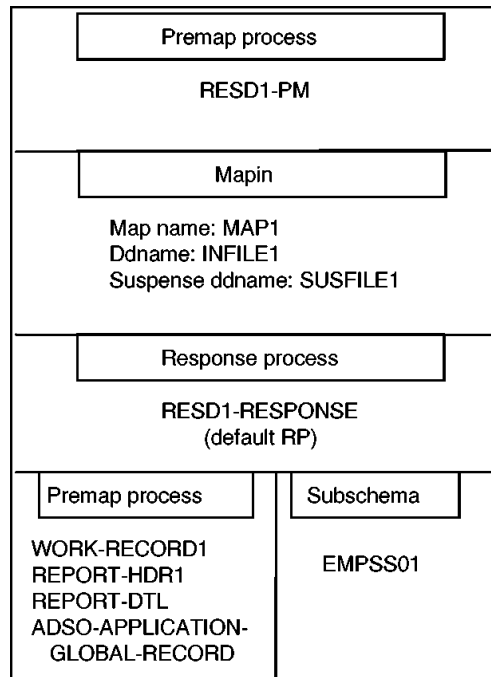 Premap process
RESD1-PM
Mapin
Map name: MAP1
Ddname: INFILE1
Suspense ddname: SUSFILE1
Response process
RESD1-RESPONSE
(default RP)
Premap process
WORK-RECORD1
REPORT-HDR1
REPORT-DTL
ADSO-APPLICATION-
GLOBAL-RECORD
Subschema
EMPSS01